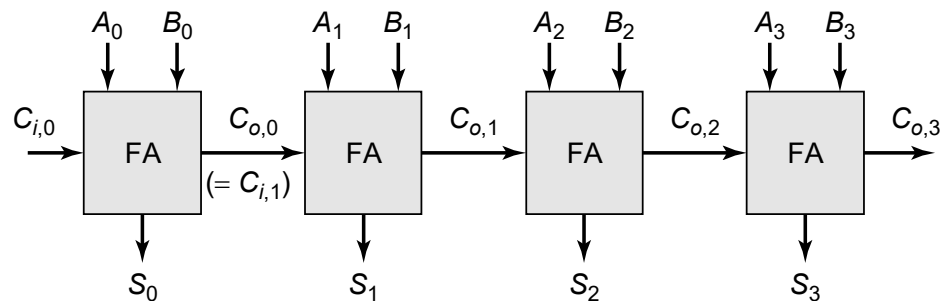 A₀ B₀ A₁ B₁ A₂ B₂ A₃ B₃
Cᵢ,₀ Cₒ,₀ Cₒ,₁ Cₒ,₂ Cₒ,₃
FA FA FA FA
(= Cᵢ,₁)
S₀ S₁ S₂ S₃